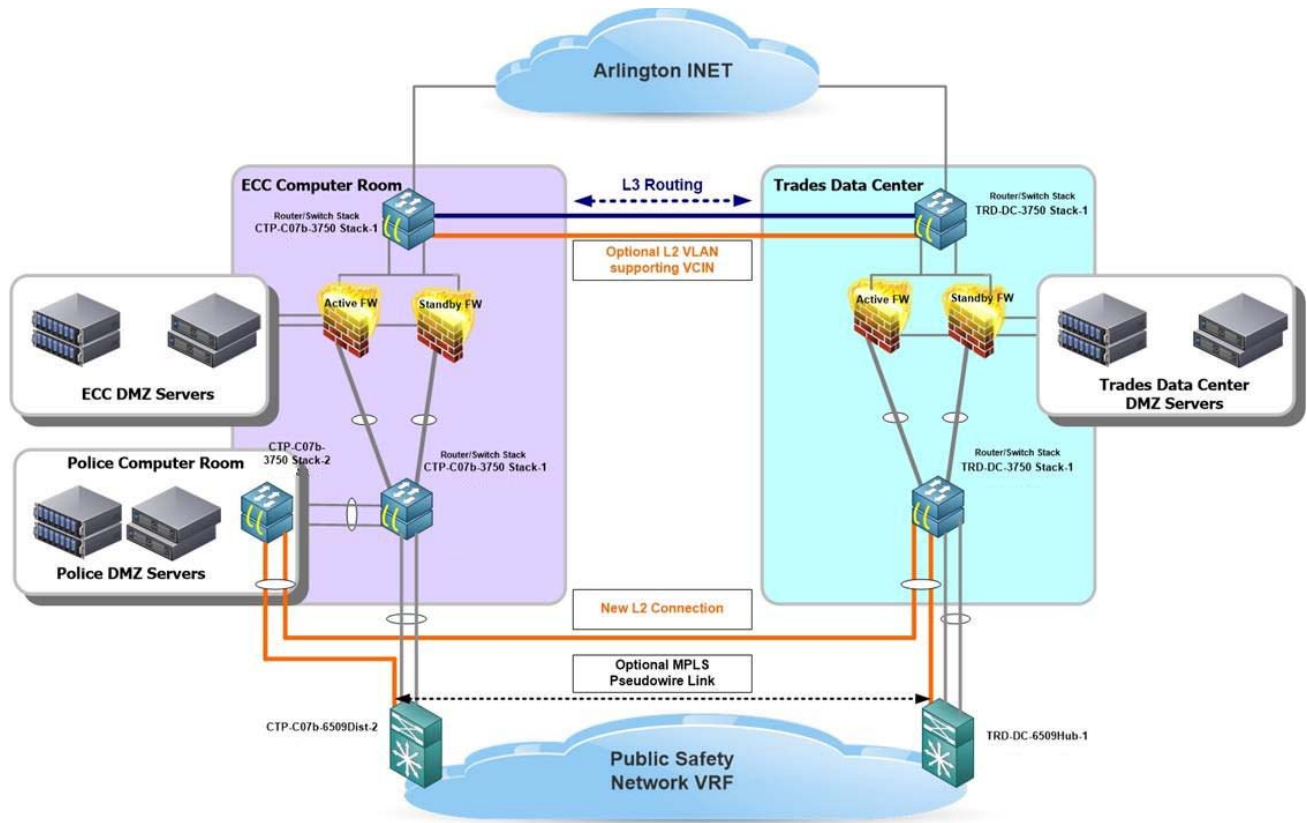 Arlington INET
ECC Computer Room
L3 Routing
Trades Data Center
Router/Switch Stack
CTP-C07b-3750 Stack-1
Router/Switch Stack
TRD-DC-3750 Stack-1
Optional L2 VLAN
supporting VCIN
Active FW
Standby FW
Active FW
Standby FW
ECC DMZ Servers
Trades Data Center
DMZ Servers
CTP-C07b-
3750 Stack-2
Router/Switch Stack
CTP-C07b-3750 Stack-1
Router/Switch Stack
TRD-DC-3750 Stack-1
Police Computer Room
Police DMZ Servers
New L2 Connection
Optional MPLS
Pseudowire Link
CTP-C07b-6509Dist-2
TRD-DC-6509Hub-1
Public Safety
Network VRF